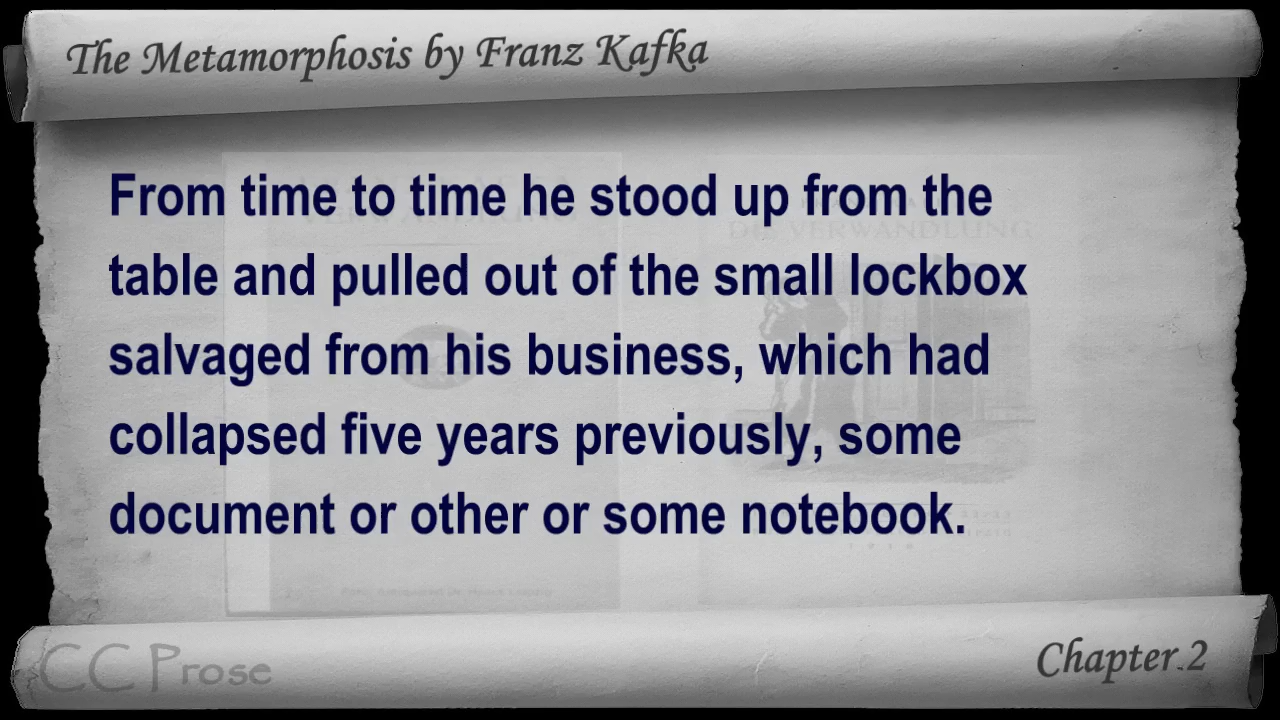 The Metamorphosis by Franz Kafka
From time to time he stood up from the
table and pulled out of the small lockbox
salvaged from his business, which had
collapsed five years previously, some
document or other or some notebook.
CC Prose
Chapter 2